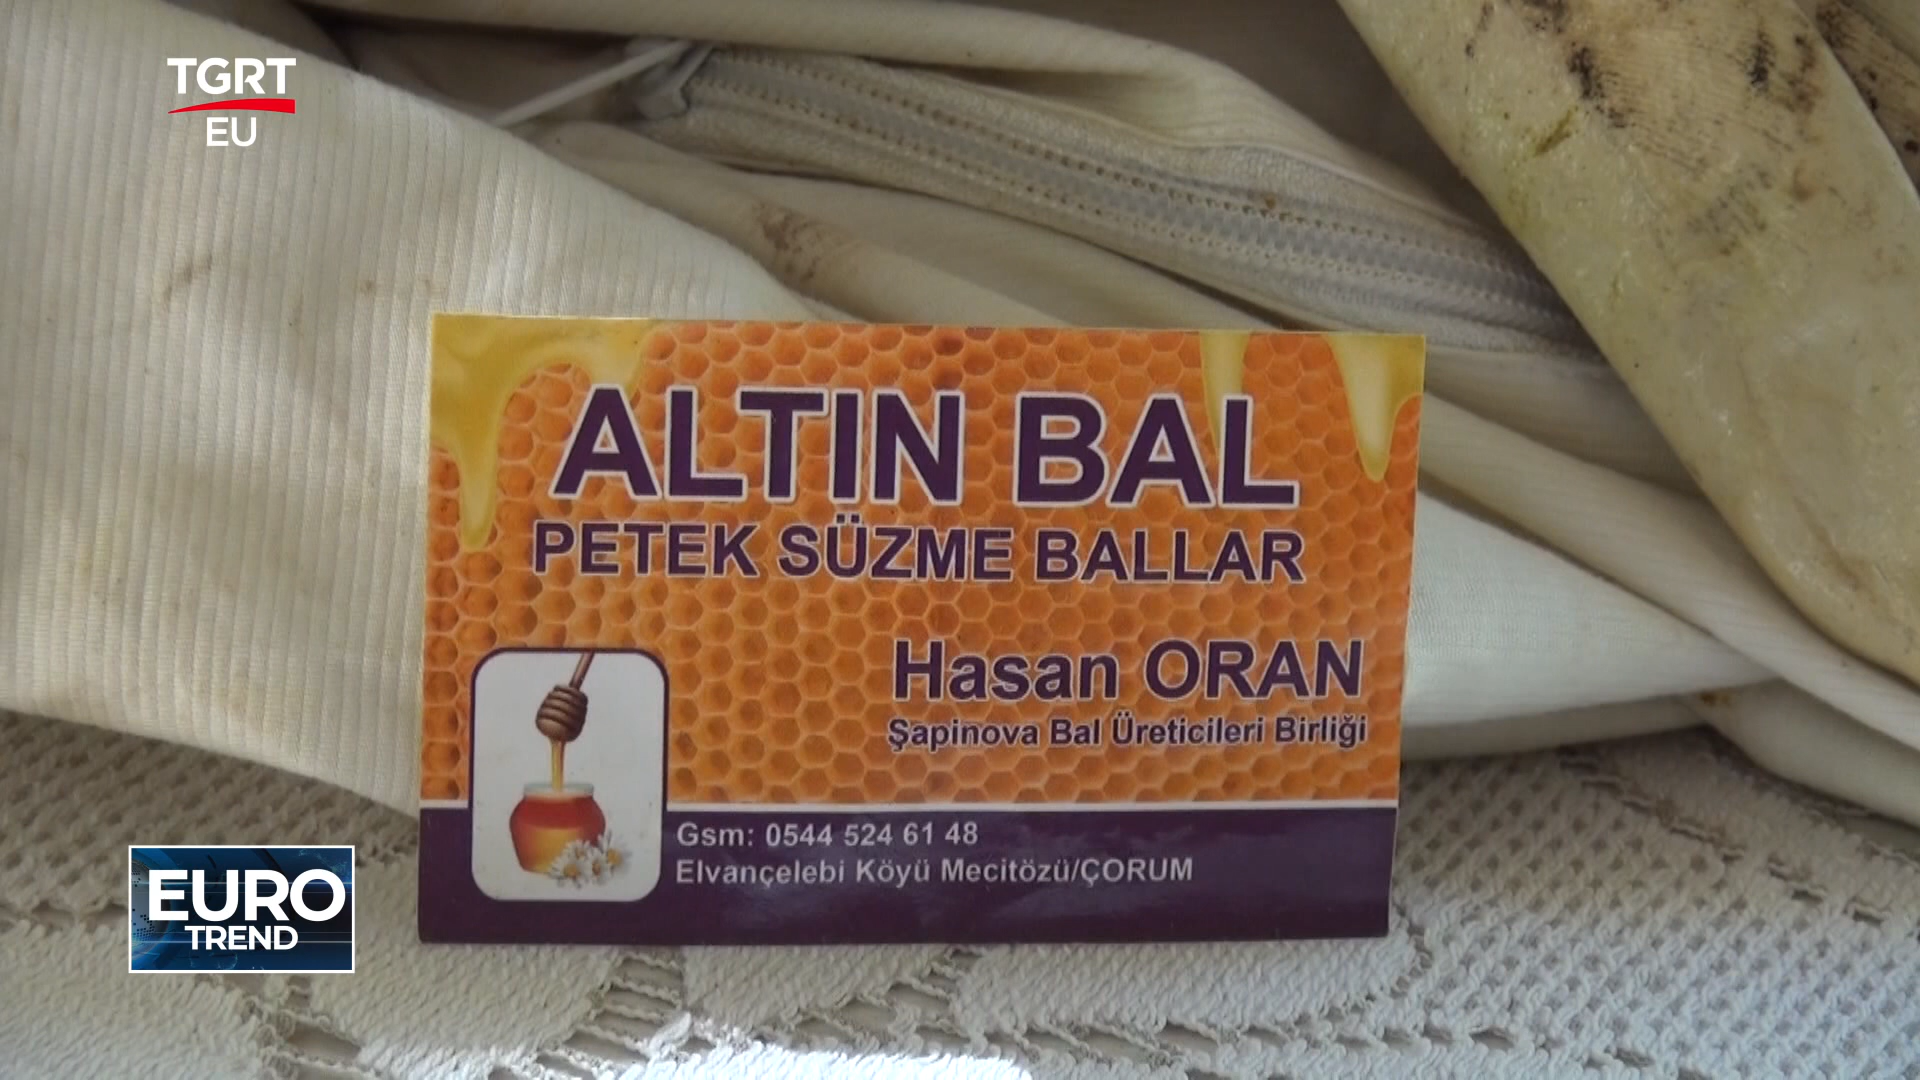 TGRT
EU
ALTIN BAL
PETEK SÜZME BALLAR
Hasan ORAN
Şapinova Bal Üreticileri Birliği
Gsm: 0544 524 61 48
Elvançelebi Köyü Mecitözü/ÇORUM
EURO
TREND